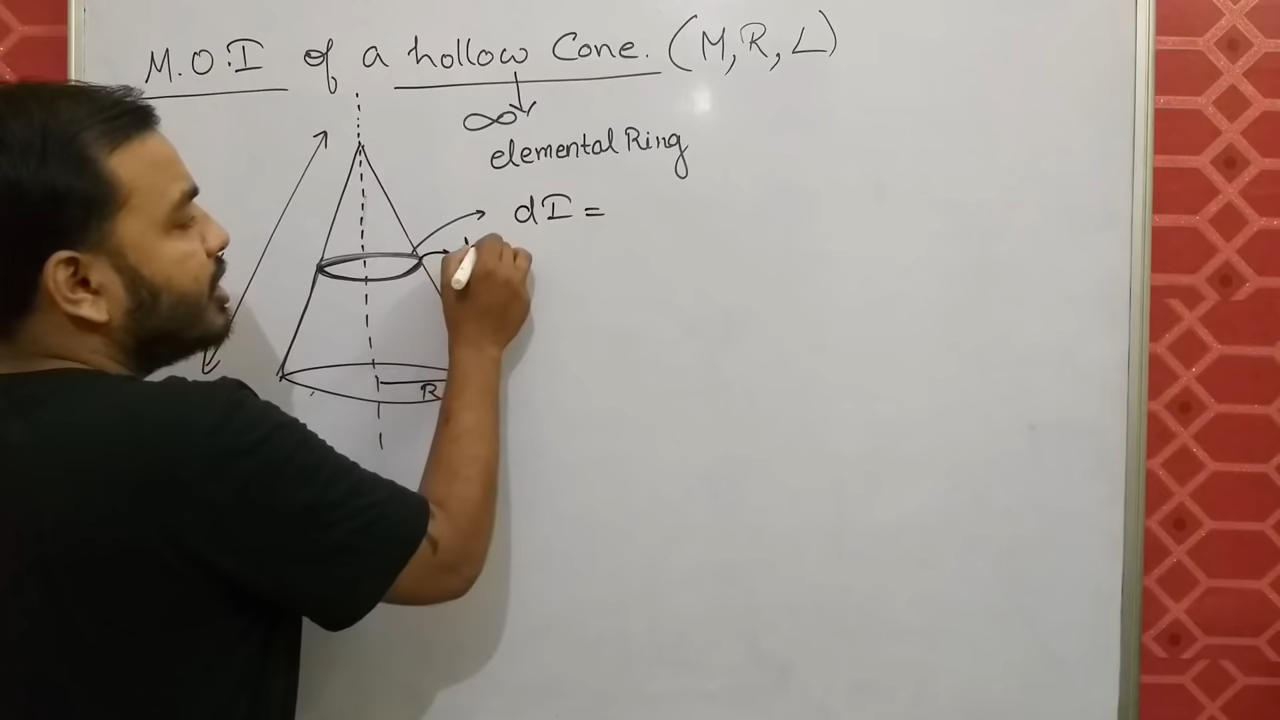 M.O.I of a hollow Cone. (M, R, L)
∞
elemental Ring
dI =
R